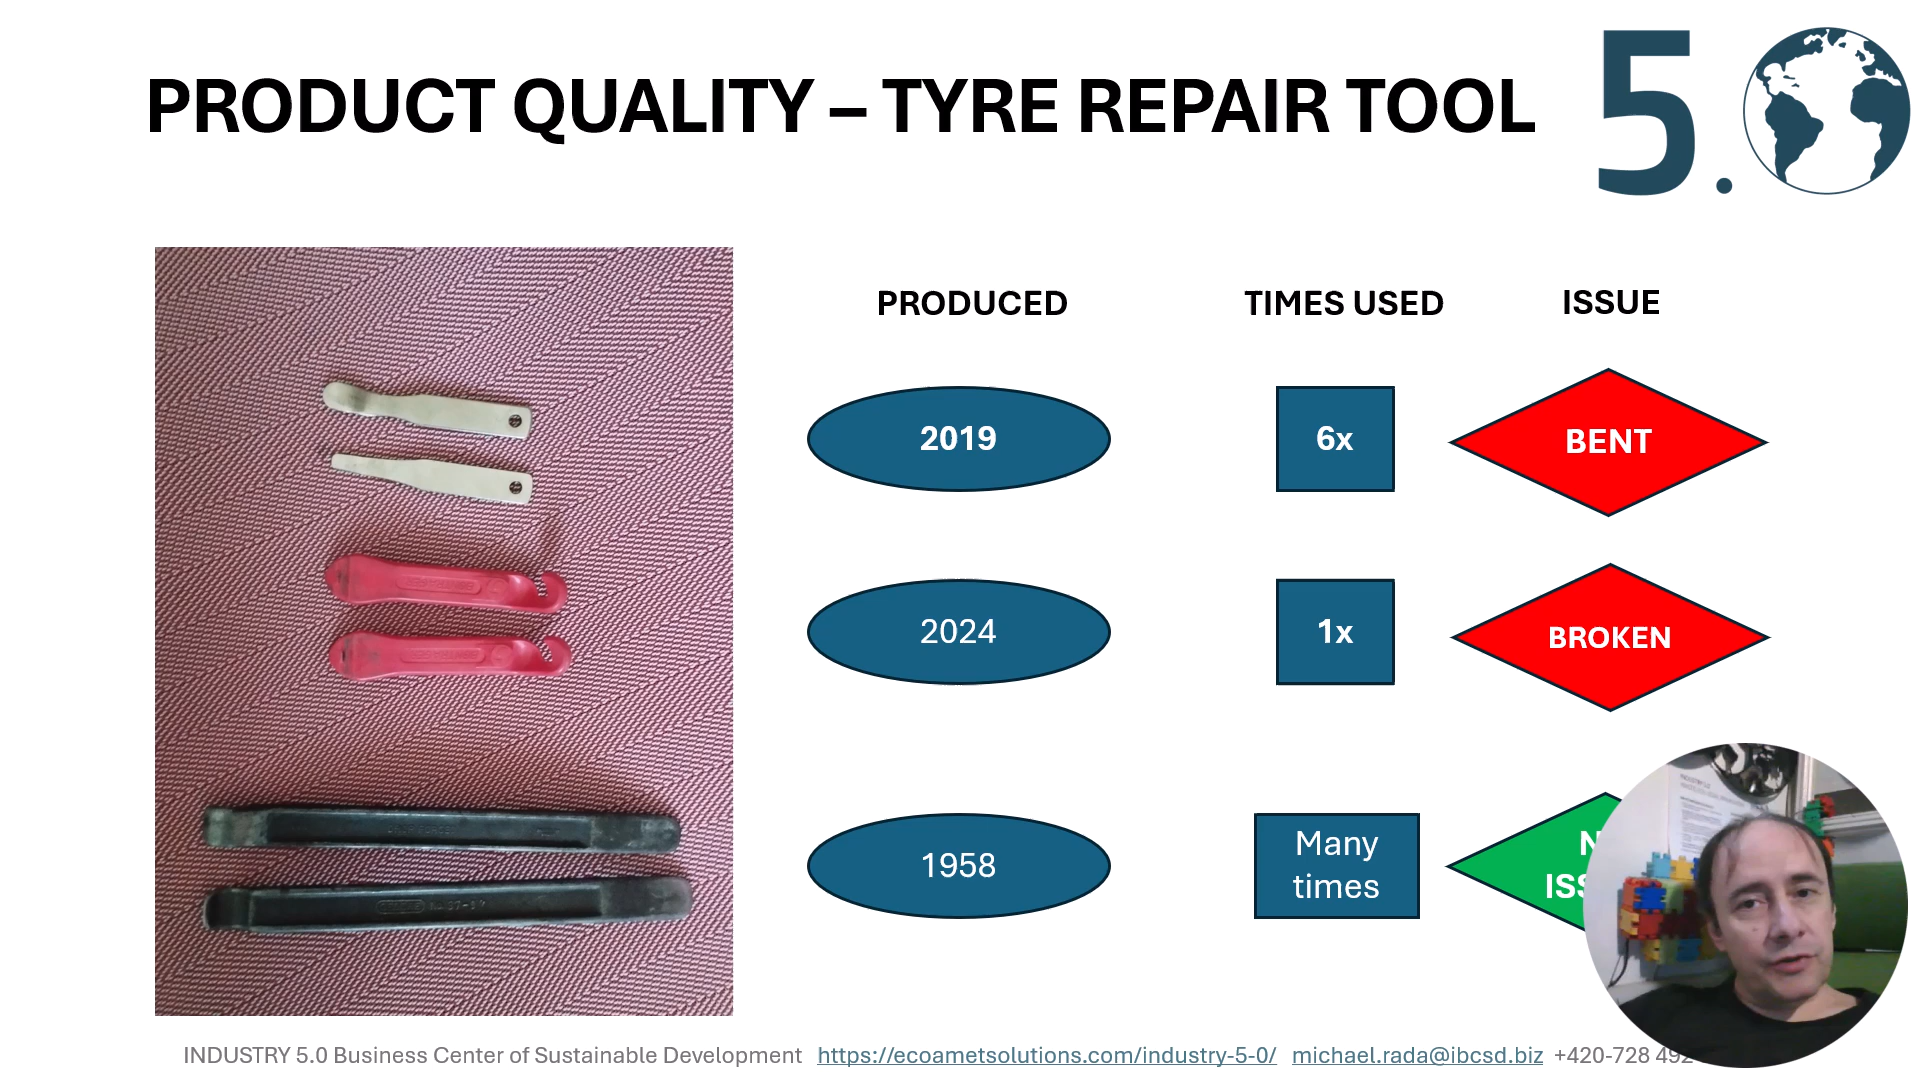 PRODUCT QUALITY – TYRE REPAIR TOOL
5.
PRODUCED
TIMES USED
ISSUE
2019
6x
BENT
2024
1x
BROKEN
1958
Many
times
N
ISS
INDUSTRY 5.0 Business Center of Sustainable Development https://ecoametsolutions.com/industry-5-0/ michael.rada@ibcsd.biz +420-728 492